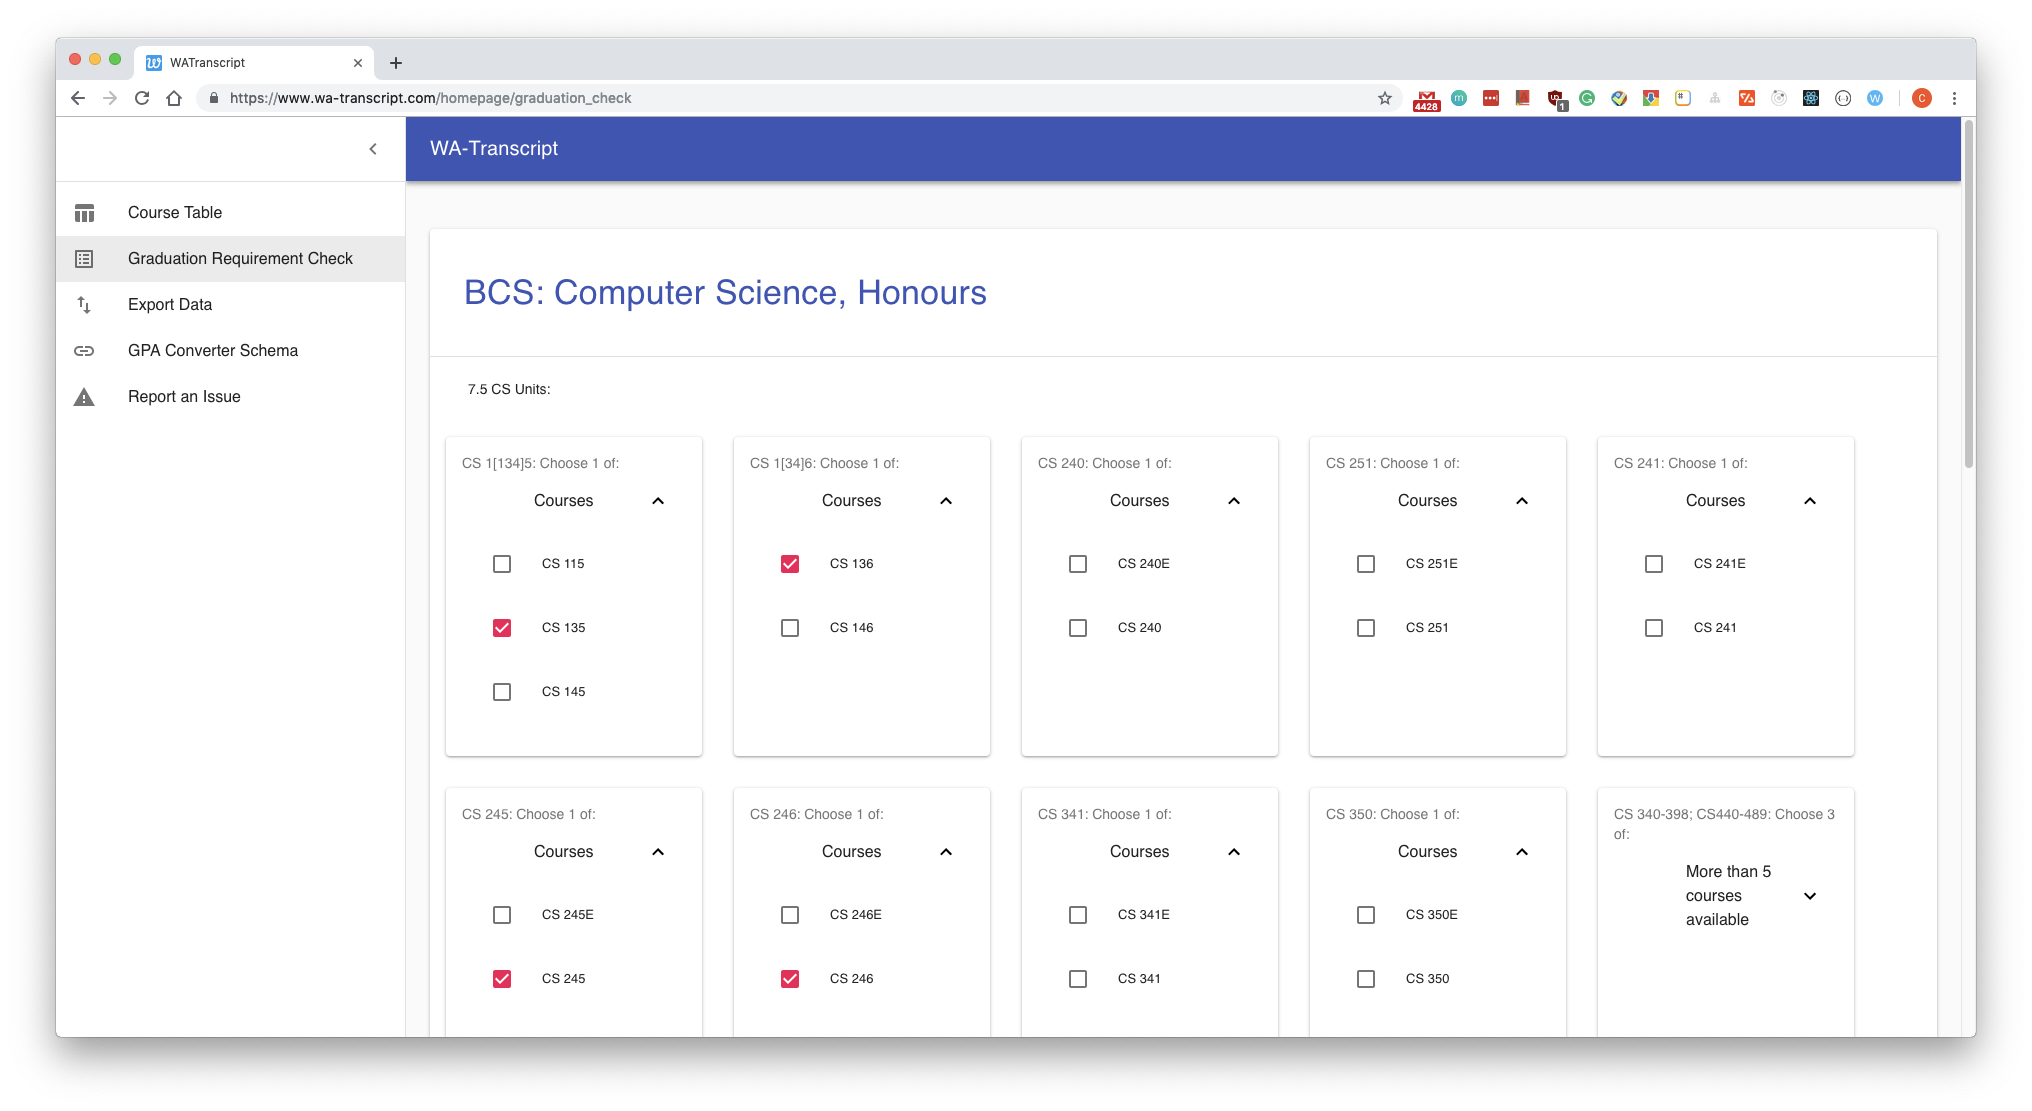 WATranscript
https://www.wa-transcript.com/homepage/graduation_check
4428
1
C
WA-Transcript
Course Table
Graduation Requirement Check
Export Data
GPA Converter Schema
Report an Issue
BCS: Computer Science, Honours
7.5 CS Units:
CS 1[134]5: Choose 1 of:
Courses
CS 115
CS 135
CS 145
CS 1[34]6: Choose 1 of:
Courses
CS 136
CS 146
CS 240: Choose 1 of:
Courses
CS 240E
CS 240
CS 251: Choose 1 of:
Courses
CS 251E
CS 251
CS 241: Choose 1 of:
Courses
CS 241E
CS 241
CS 245: Choose 1 of:
Courses
CS 245E
CS 245
CS 246: Choose 1 of:
Courses
CS 246E
CS 246
CS 341: Choose 1 of:
Courses
CS 341E
CS 341
CS 350: Choose 1 of:
Courses
CS 350E
CS 350
CS 340-398; CS440-489: Choose 3
of:
More than 5
courses
available